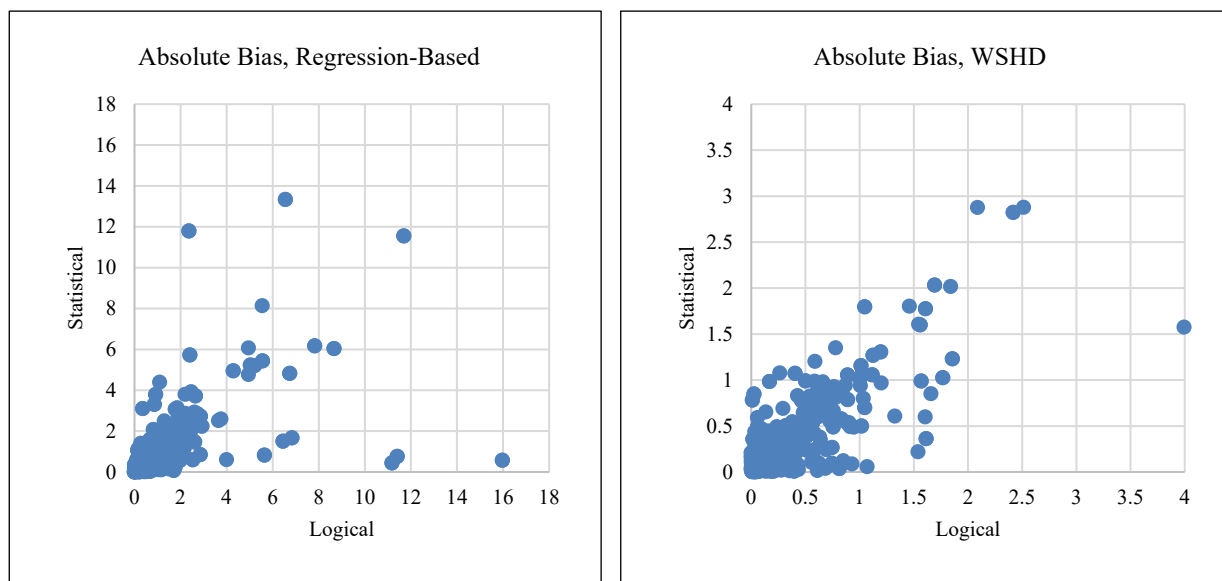 Absolute Bias, Regression-Based
18
16
14
12
10
8
6
4
2
0
Statistical
0 2 4 6 8 10 12 14 16 18
Logical
Absolute Bias, WSHD
4
3.5
3
2.5
2
1.5
1
0.5
0
Statistical
0 0.5 1 1.5 2 2.5 3 3.5 4
Logical